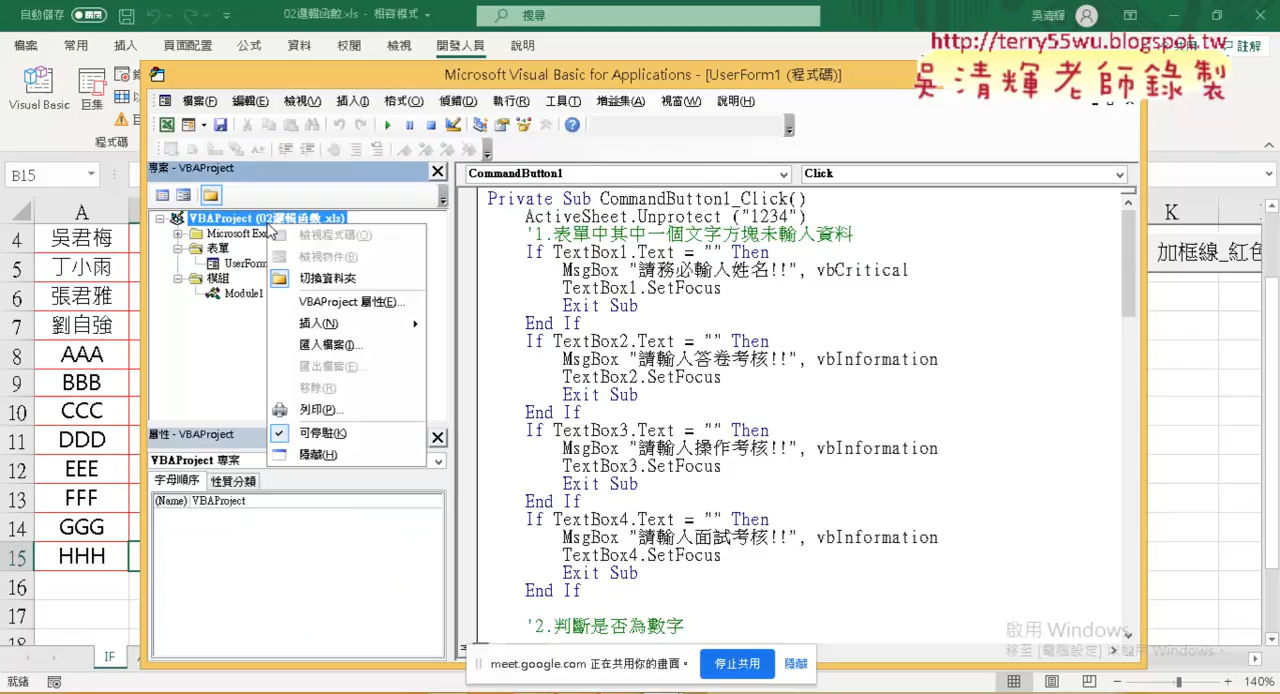 自動儲存
02邏輯函數.xls - 相容模式
搜尋
吳清輝
檔案 常用 插入 頁面配置 公式 資料 校閱 檢視 開發人員 說明
註解
http://terry55wu.blogspot.tw
吳清輝老師錄製
Visual Basic
巨集
程式碼
Microsoft Visual Basic for Applications - [UserForm1 (程式碼)]
檔案(F) 編輯(E) 檢視(V) 插入(I) 格式(O) 偵錯(D) 執行(R) 工具(T) 增益集(A) 視窗(W) 說明(H)
B15
專案 - VBAProject
VBAProject (02邏輯函數.xls)
Microsoft Exc
表單
UserForm
模組
Module1
檢視程式碼(O)
檢視物件(B)
切換資料夾
VBAProject 屬性(E)...
插入(N)
匯入檔案(I)...
匯出檔案(E)...
移除(R)
列印(P)...
可停駐(K)
隱藏(H)
屬性 - VBAProject
VBAProject 專案
字母順序 性質分類
(Name) VBAProject
CommandButton1
Click
Private Sub CommandButton1_Click()
ActiveSheet.Unprotect ("1234")
'1.表單中其中一個文字方塊未輸入資料
If TextBox1.Text = "" Then
MsgBox "請務必輸入姓名!!", vbCritical
TextBox1.SetFocus
Exit Sub
End If
If TextBox2.Text = "" Then
MsgBox "請輸入答卷考核!!", vbInformation
TextBox2.SetFocus
Exit Sub
End If
If TextBox3.Text = "" Then
MsgBox "請輸入操作考核!!", vbInformation
TextBox3.SetFocus
Exit Sub
End If
If TextBox4.Text = "" Then
MsgBox "請輸入面試考核!!", vbInformation
TextBox4.SetFocus
Exit Sub
End If
'2.判斷是否為數字
A
K
4 吳君梅
加框線_紅色
5 丁小雨
6 張君雅
7 劉自強
8 AAA
9 BBB
10 CCC
11 DDD
12 EEE
13 FFF
14 GGG
15 HHH
16
17
18
IF
啟用 Windows
移至 [電腦設定] 以啟用 Windows。
meet.google.com 正在共用你的畫面。
停止共用
隱藏
就緒
140%